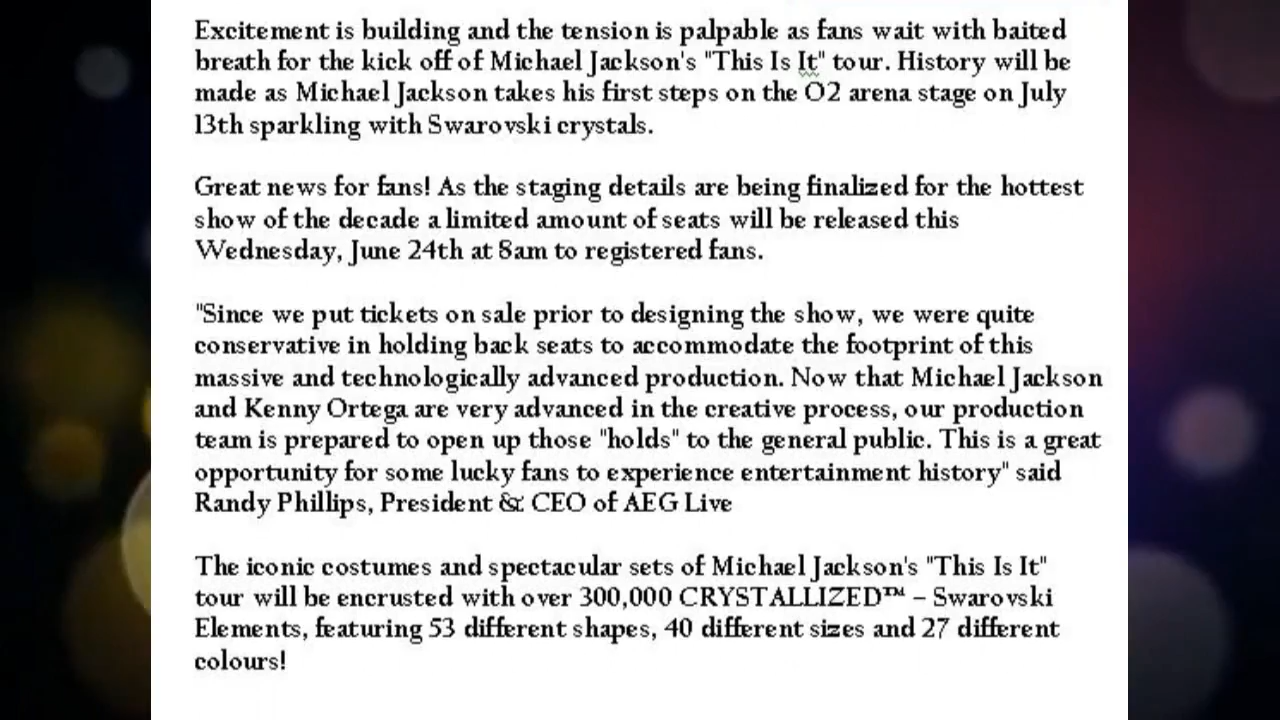 Excitement is building and the tension is palpable as fans wait with baited
breath for the kick off of Michael Jackson's "This Is It" tour. History will be
made as Michael Jackson takes his first steps on the O2 arena stage on July
13th sparkling with Swarovski crystals.
Great news for fans! As the staging details are being finalized for the hottest
show of the decade a limited amount of seats will be released this
Wednesday, June 24th at 8am to registered fans.
"Since we put tickets on sale prior to designing the show, we were quite
conservative in holding back seats to accommodate the footprint of this
massive and technologically advanced production. Now that Michael Jackson
and Kenny Ortega are very advanced in the creative process, our production
team is prepared to open up those "holds" to the general public. This is a great
opportunity for some lucky fans to experience entertainment history" said
Randy Phillips, President & CEO of AEG Live
The iconic costumes and spectacular sets of Michael Jackson's "This Is It"
tour will be encrusted with over 300,000 CRYSTALLIZED™ – Swarovski
Elements, featuring 53 different shapes, 40 different sizes and 27 different
colours!